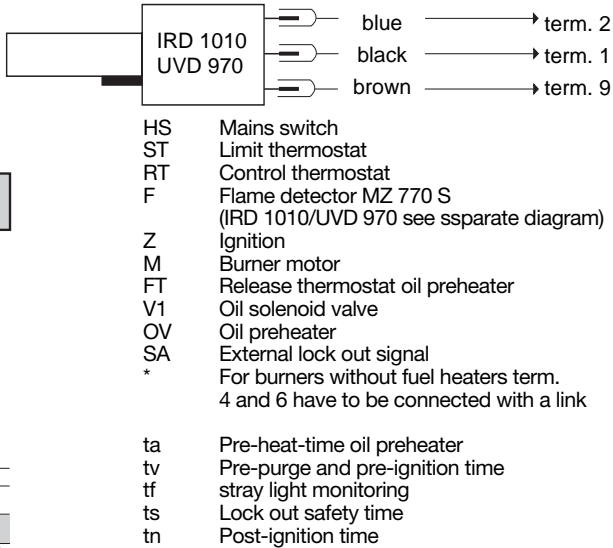 blue term. 2
IRD 1010
UVD 970
black term. 1
brown term. 9
HS Mains switch
ST Limit thermostat
RT Control thermostat
F Flame detector MZ 770 S
(IRD 1010/UVD 970 see ssparate diagram)
Z Ignition
M Burner motor
FT Release thermostat oil preheater
V1 Oil solenoid valve
OV Oil preheater
SA External lock out signal
* For burners without fuel heaters term.
4 and 6 have to be connected with a link
ta Pre-heat-time oil preheater
tv Pre-purge and pre-ignition time
tf stray light monitoring
ts Lock out safety time
tn Post-ignition time